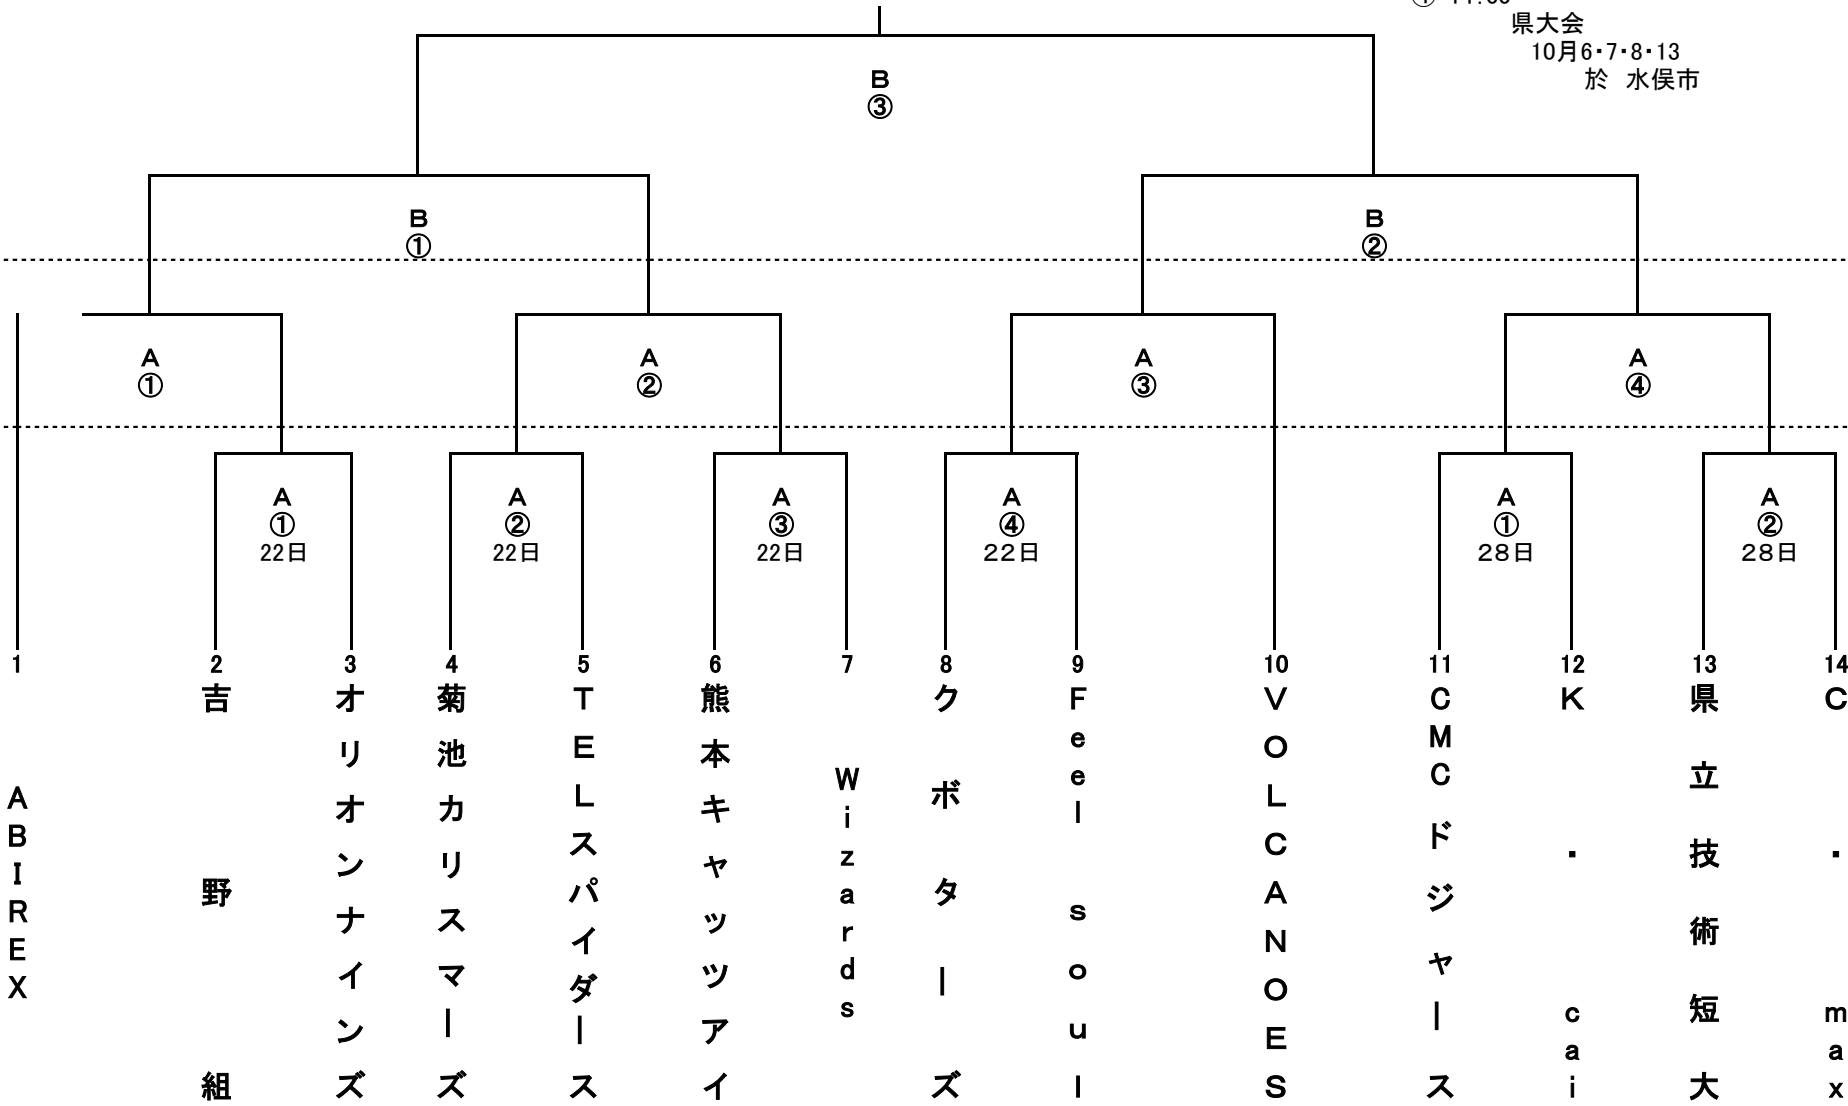 県大会
10月6・7・8・13
於 水俣市
B
③
B
①
B
②
A
①
A
②
A
③
A
④
A
①
22日
A
②
22日
A
③
22日
A
④
22日
A
①
28日
A
②
28日
1
2
3
4
5
6
7
8
9
10
11
12
13
14
ABIREX
吉野組
オリオンナインズ
菊池カリスマーズ
TELスパイダース
熊本キャッツアイ
Wizards
クボターズ
Feel soul
VOLCANOES
CMCドジャース
K・cai
県立技術短大
C・max